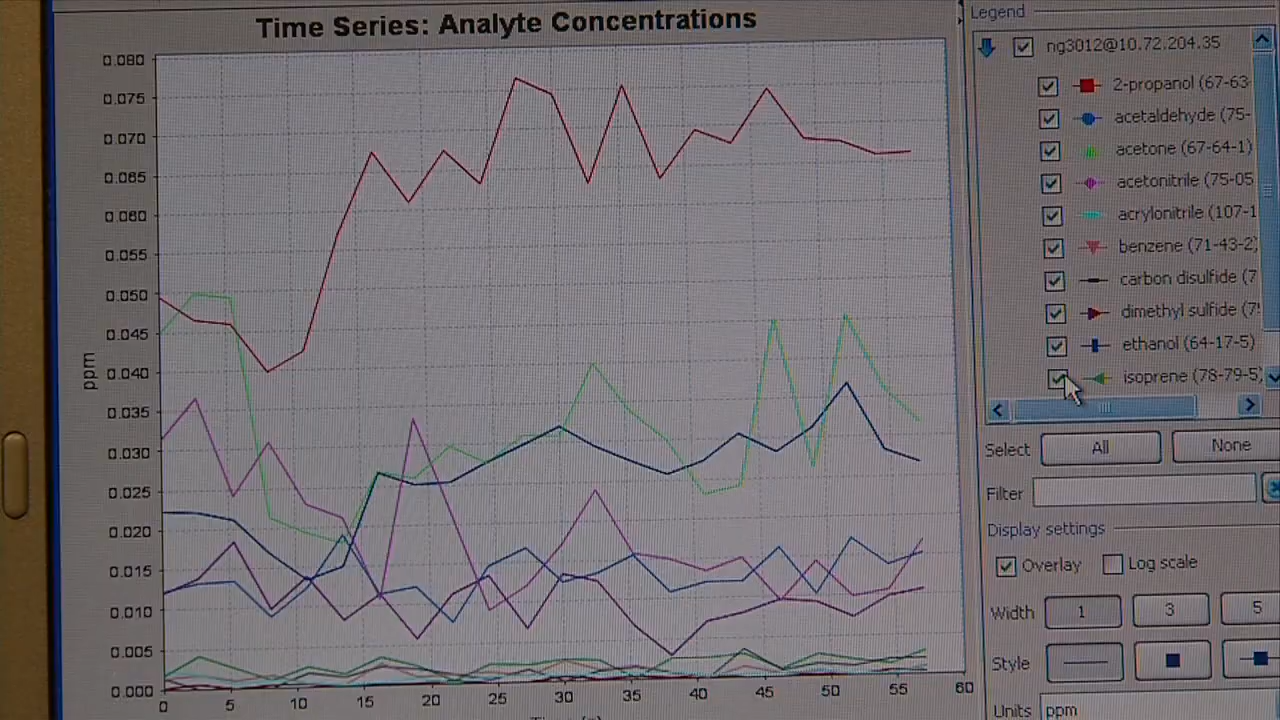 Time Series: Analyte Concentrations
Legend
ng3012@10.72.204.35
2-propanol (67-63-
acetaldehyde (75-
acetone (67-64-1)
acetonitrile (75-05
acrylonitrile (107-1
benzene (71-43-2)
carbon disulfide (7
dimethyl sulfide (7
ethanol (64-17-5)
isoprene (78-79-5)
Select All None
Filter
Display settings
Overlay Log scale
Width 1 3 5
Style
Units ppm
ppm
0.080
0.075
0.070
0.065
0.060
0.055
0.050
0.045
0.040
0.035
0.030
0.025
0.020
0.015
0.010
0.005
0.000
0 5 10 15 20 25 30 35 40 45 50 55 60